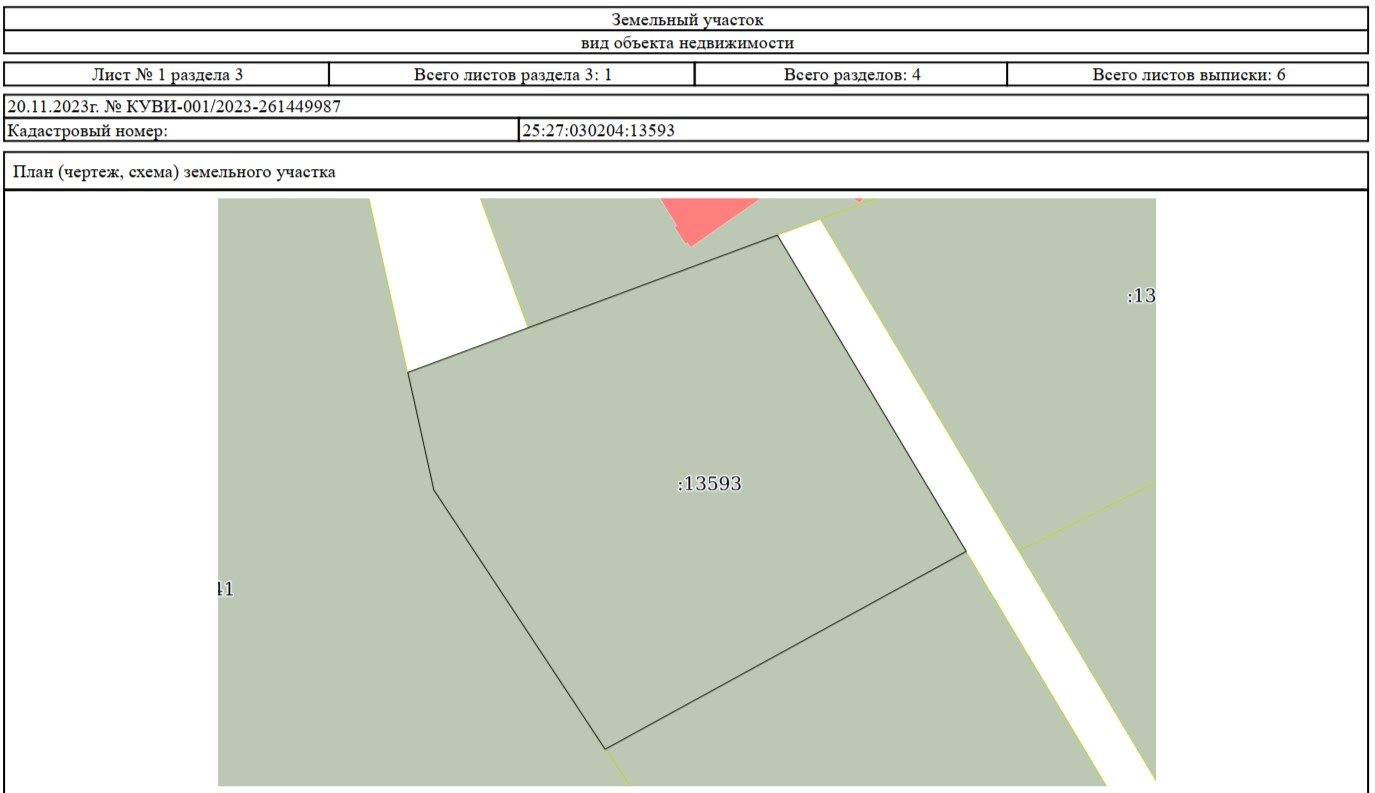 Земельный участок
вид объекта недвижимости
Лист № 1 раздела 3 Всего листов раздела 3: 1 Всего разделов: 4 Всего листов выписки: 6
20.11.2023г. № КУВИ-001/2023-261449987
Кадастровый номер: 25:27:030204:13593
План (чертеж, схема) земельного участка
:13
:13593
41